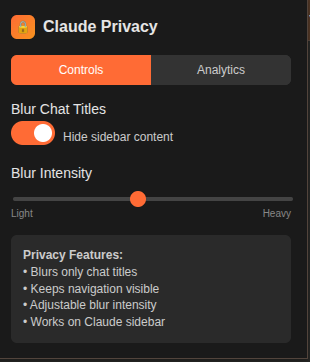 Claude Privacy
Controls
Analytics
Blur Chat Titles
Hide sidebar content
Blur Intensity
Light
Heavy
Privacy Features:
• Blurs only chat titles
• Keeps navigation visible
• Adjustable blur intensity
• Works on Claude sidebar